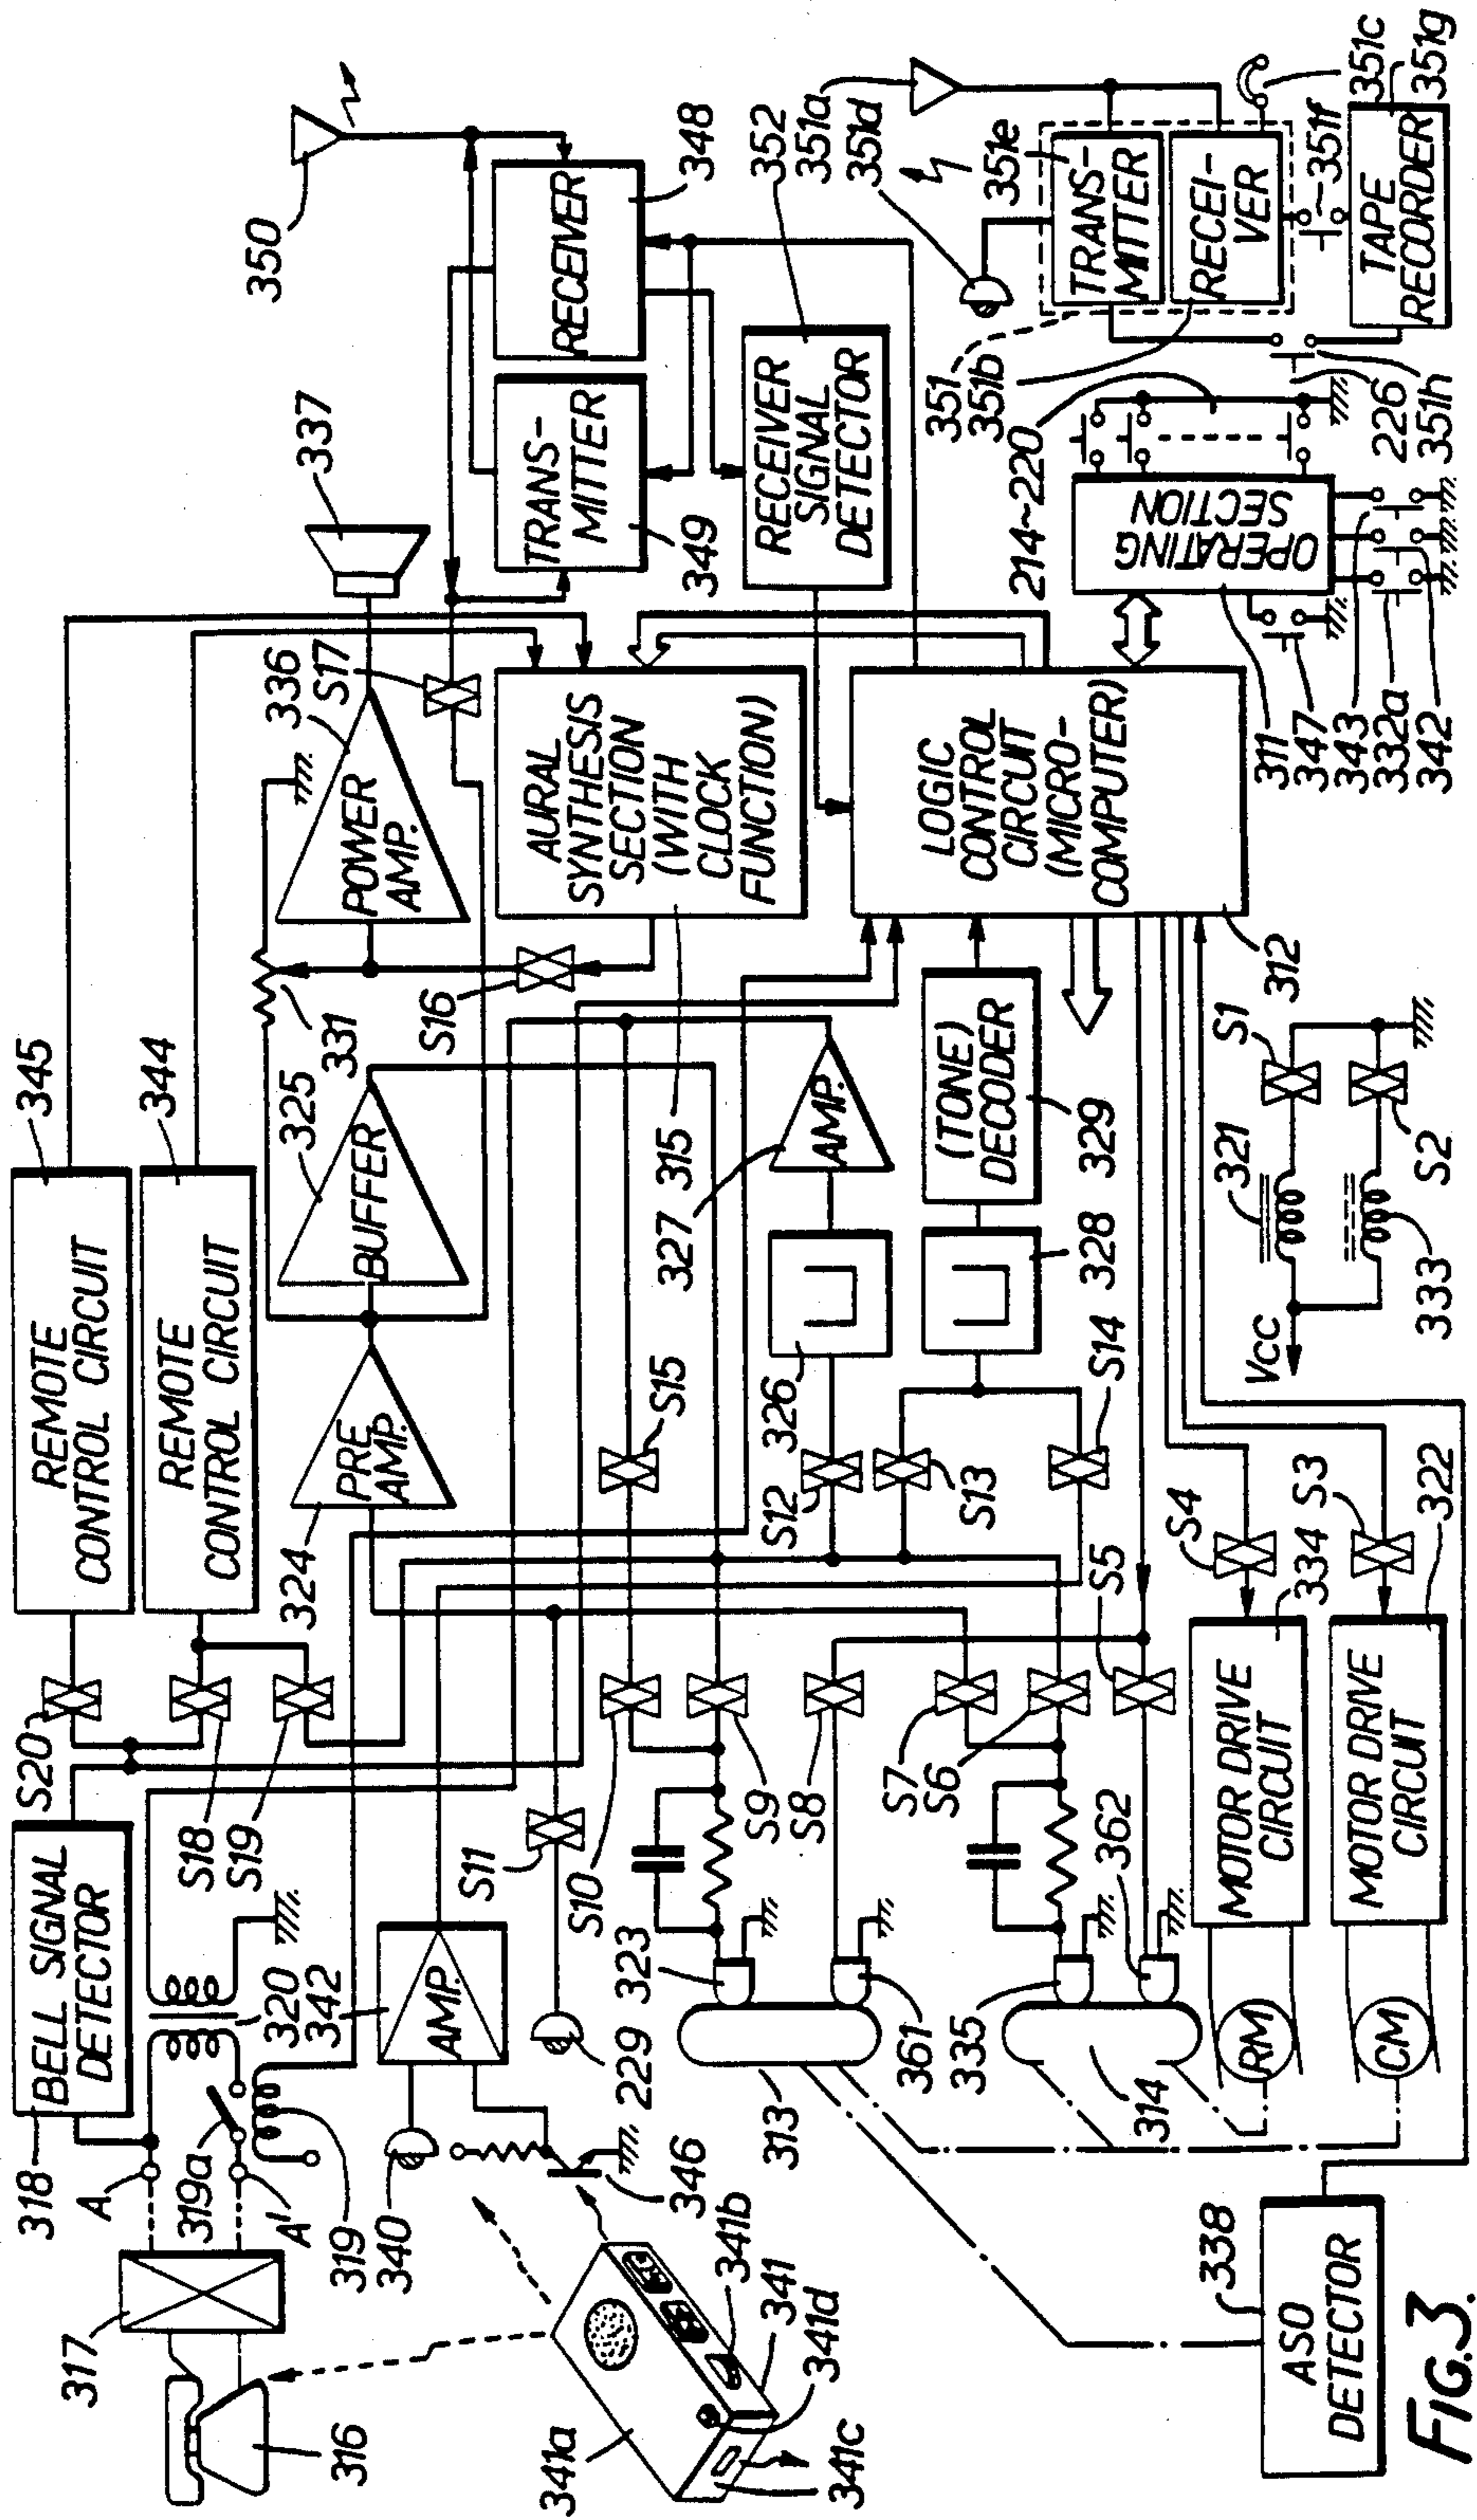 345
344
350
REMOTE
CONTROL CIRCUIT
REMOTE
CONTROL CIRCUIT
S20
S18
S19
BELL SIGNAL
DETECTOR
318
A
A'
319a
319
317
316
320
342
340
324
PRE
AMP.
325
BUFFER
331
336
S17
POWER
AMP.
337
RECEIVER
348
TRANS-
MITTER
349
352
RECEIVER
SIGNAL
DETECTOR
351a
351d
351e
TRANS-
MITTER
RECEI-
VER
351c
351g
351f
TAPE
RECORDER
351
351b
226
351h
214~220
OPERATING
SECTION
311
347
343
332a
342
AURAL
SYNTHESIS
SECTION
(WITH
CLOCK
FUNCTION)
S16
315
LOGIC
CONTROL
CIRCUIT
(MICRO-
COMPUTER)
312
327
AMP.
(TONE)
DECODER
329
326
328
S15
S12
S13
S14
S1
321
S2
333
VCC
S11
AMP.
229
346
S10
S9
S8
S7
S6
S5
S4
S3
334
322
323
361
313
335
362
314
MOTOR DRIVE
CIRCUIT
MOTOR DRIVE
CIRCUIT
RM
CM
341a
341b
341
341d
341c
338
ASO
DETECTOR
FIG.3.